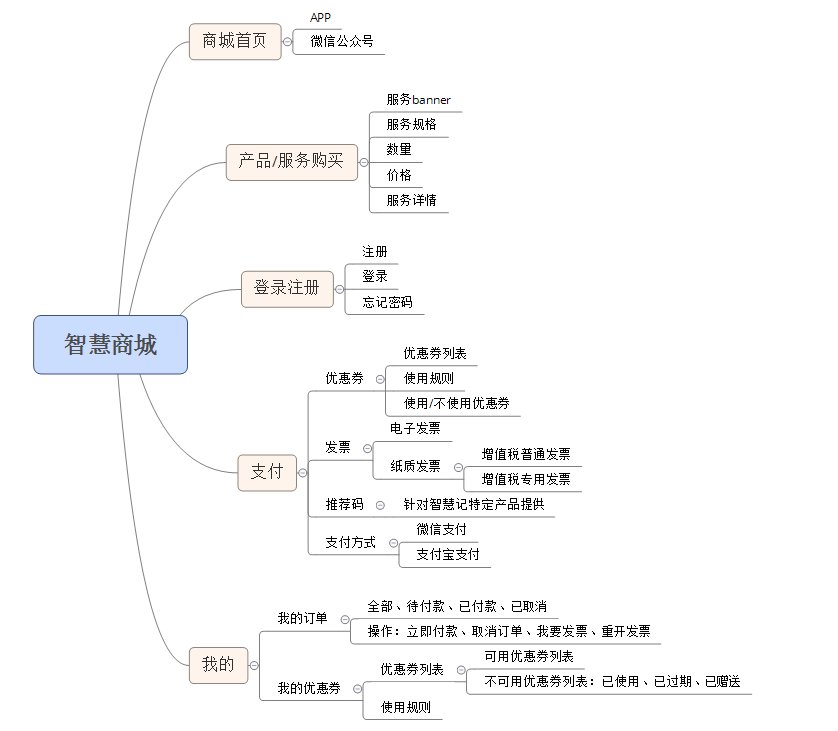 智慧商城
商城首页
APP
微信公众号
产品/服务购买
服务banner
服务规格
数量
价格
服务详情
登录注册
注册
登录
忘记密码
支付
优惠券
优惠券列表
使用规则
使用/不使用优惠券
发票
电子发票
纸质发票
增值税普通发票
增值税专用发票
推荐码
针对智慧记特定产品提供
支付方式
微信支付
支付宝支付
我的
我的订单
全部、待付款、已付款、已取消
操作：立即付款、取消订单、我要发票、重开发票
我的优惠券
优惠券列表
可用优惠券列表
不可用优惠券列表：已使用、已过期、已赠送
使用规则